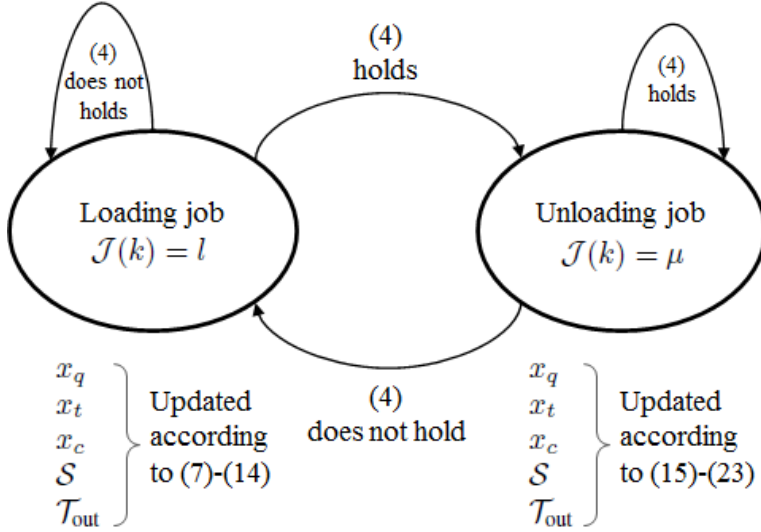 (4)
does not
holds
(4)
holds
(4)
holds
Loading job
𝒥(k) = l
Unloading job
𝒥(k) = μ
(4)
does not hold
x_q
x_t
x_c
𝒮
𝒯_out
Updated
according
to (7)-(14)
x_q
x_t
x_c
𝒮
𝒯_out
Updated
according
to (15)-(23)